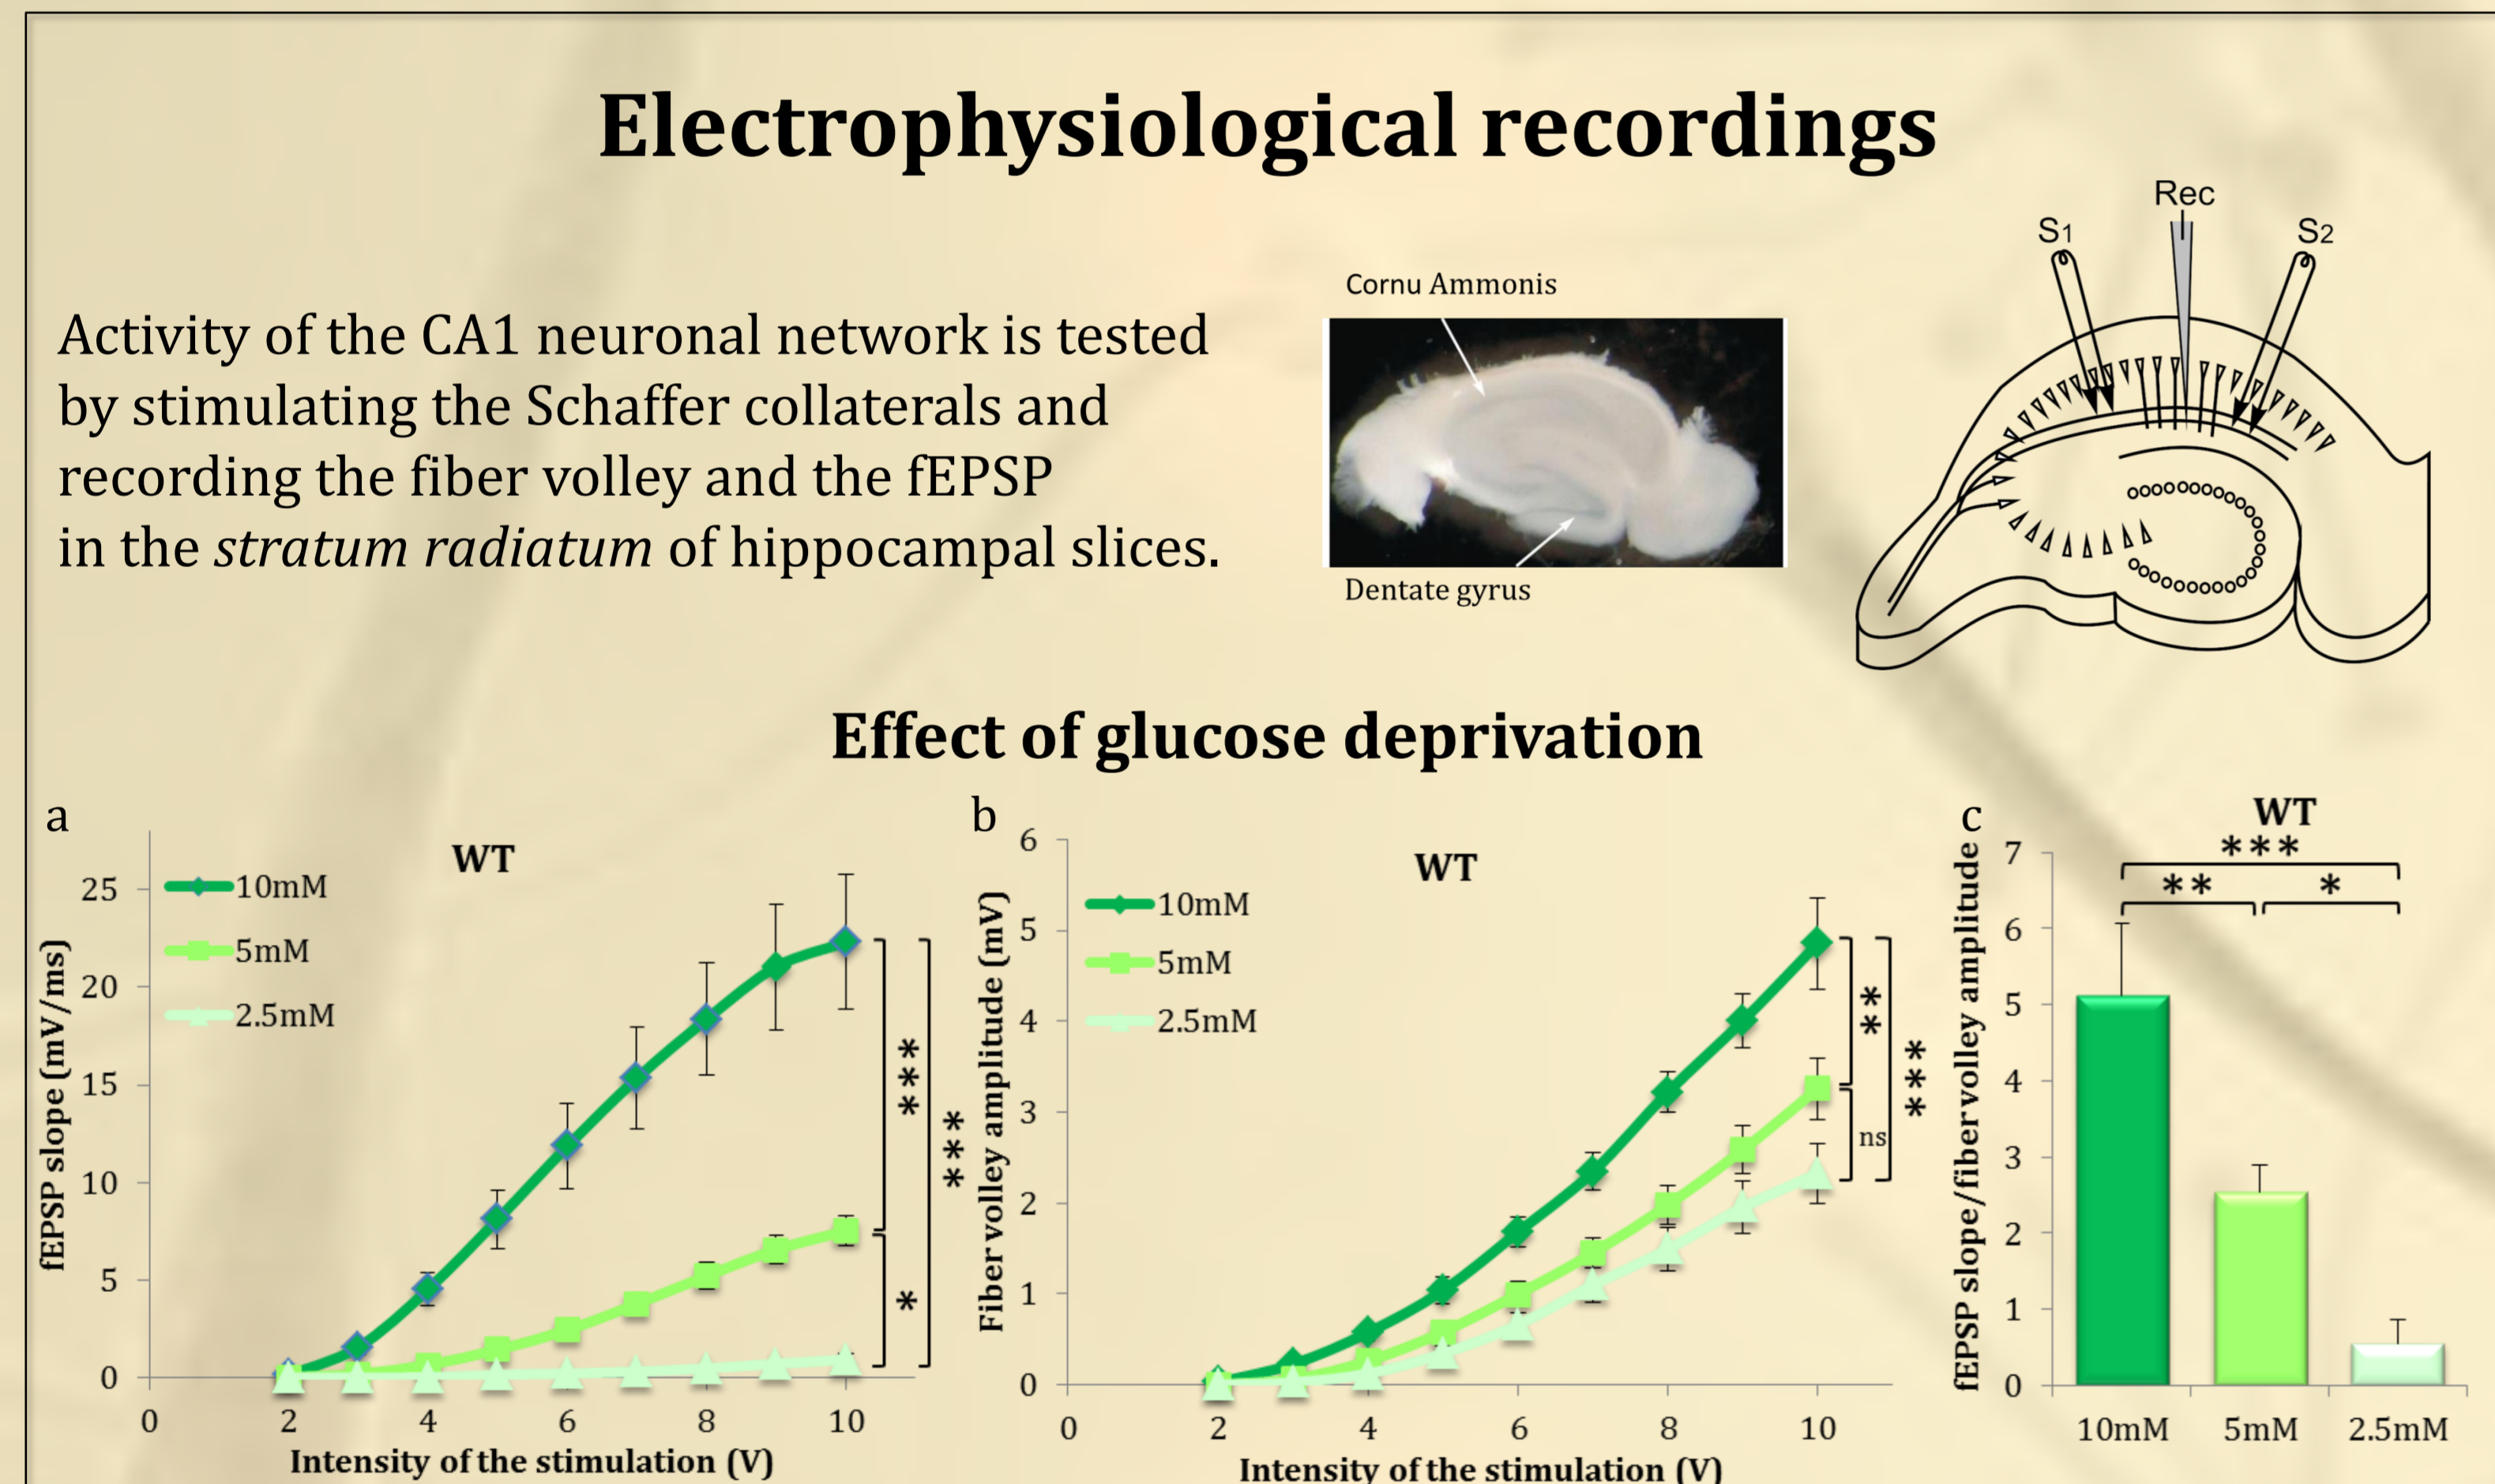 Electrophysiological recordings
Activity of the CA1 neuronal network is tested
by stimulating the Schaffer collaterals and
recording the fiber volley and the fEPSP
in the stratum radiatum of hippocampal slices.
Cornu Ammonis
Dentate gyrus
S1
Rec
S2
Effect of glucose deprivation
a
WT
10mM
5mM
2.5mM
fEPSP slope (mV/ms)
25
20
15
10
5
0
0 2 4 6 8 10
Intensity of the stimulation (V)
***
*
***
b
WT
10mM
5mM
2.5mM
Fiber volley amplitude (mV)
6
5
4
3
2
1
0
0 2 4 6 8 10
Intensity of the stimulation (V)
**
ns
***
c
WT
***
** *
fEPSP slope/fiber volley amplitude
7
6
5
4
3
2
1
0
10mM 5mM 2.5mM